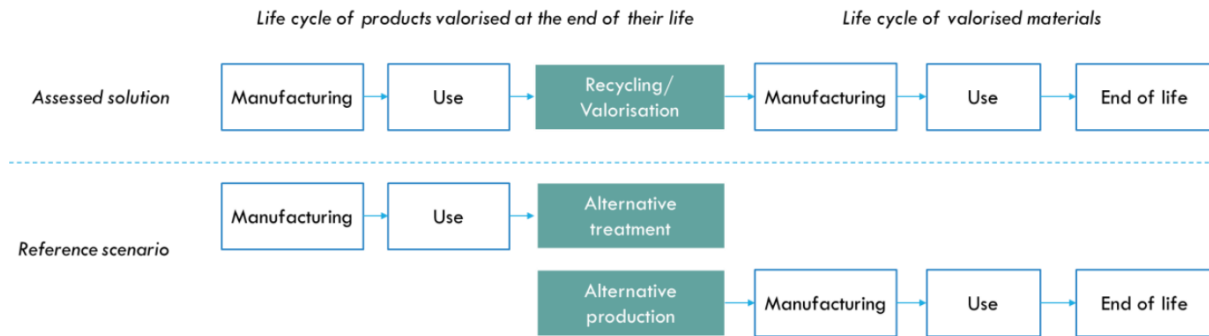 Life cycle of products valorised at the end of their life
Life cycle of valorised materials
Assessed solution
Manufacturing
Use
Recycling/
Valorisation
Manufacturing
Use
End of life
Reference scenario
Manufacturing
Use
Alternative
treatment
Alternative
production
Manufacturing
Use
End of life